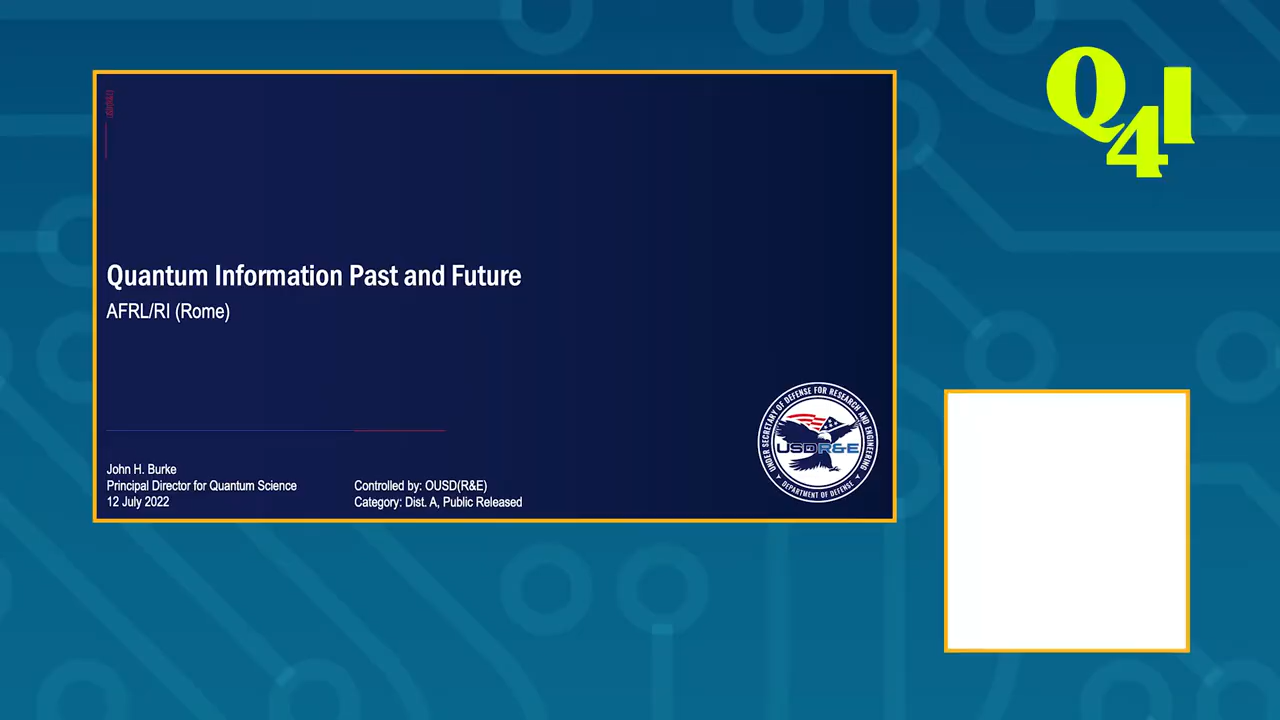 Q4I
Quantum Information Past and Future
AFRL/RI (Rome)
John H. Burke
Principal Director for Quantum Science
12 July 2022
Controlled by: OUSD(R&E)
Category: Dist. A, Public Released
UNDER SECRETARY OF DEFENSE FOR RESEARCH AND ENGINEERING
USDR&E
DEPARTMENT OF DEFENSE